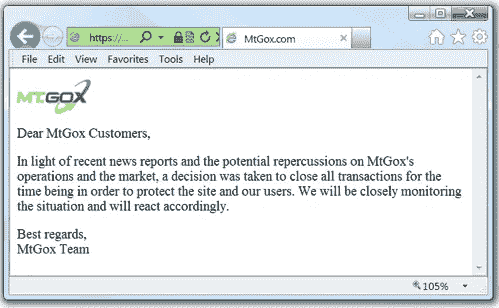 https://...
MtGox.com
File Edit View Favorites Tools Help
MT.GOX
Dear MtGox Customers,
In light of recent news reports and the potential repercussions on MtGox's
operations and the market, a decision was taken to close all transactions for the
time being in order to protect the site and our users. We will be closely monitoring
the situation and will react accordingly.
Best regards,
MtGox Team
105%